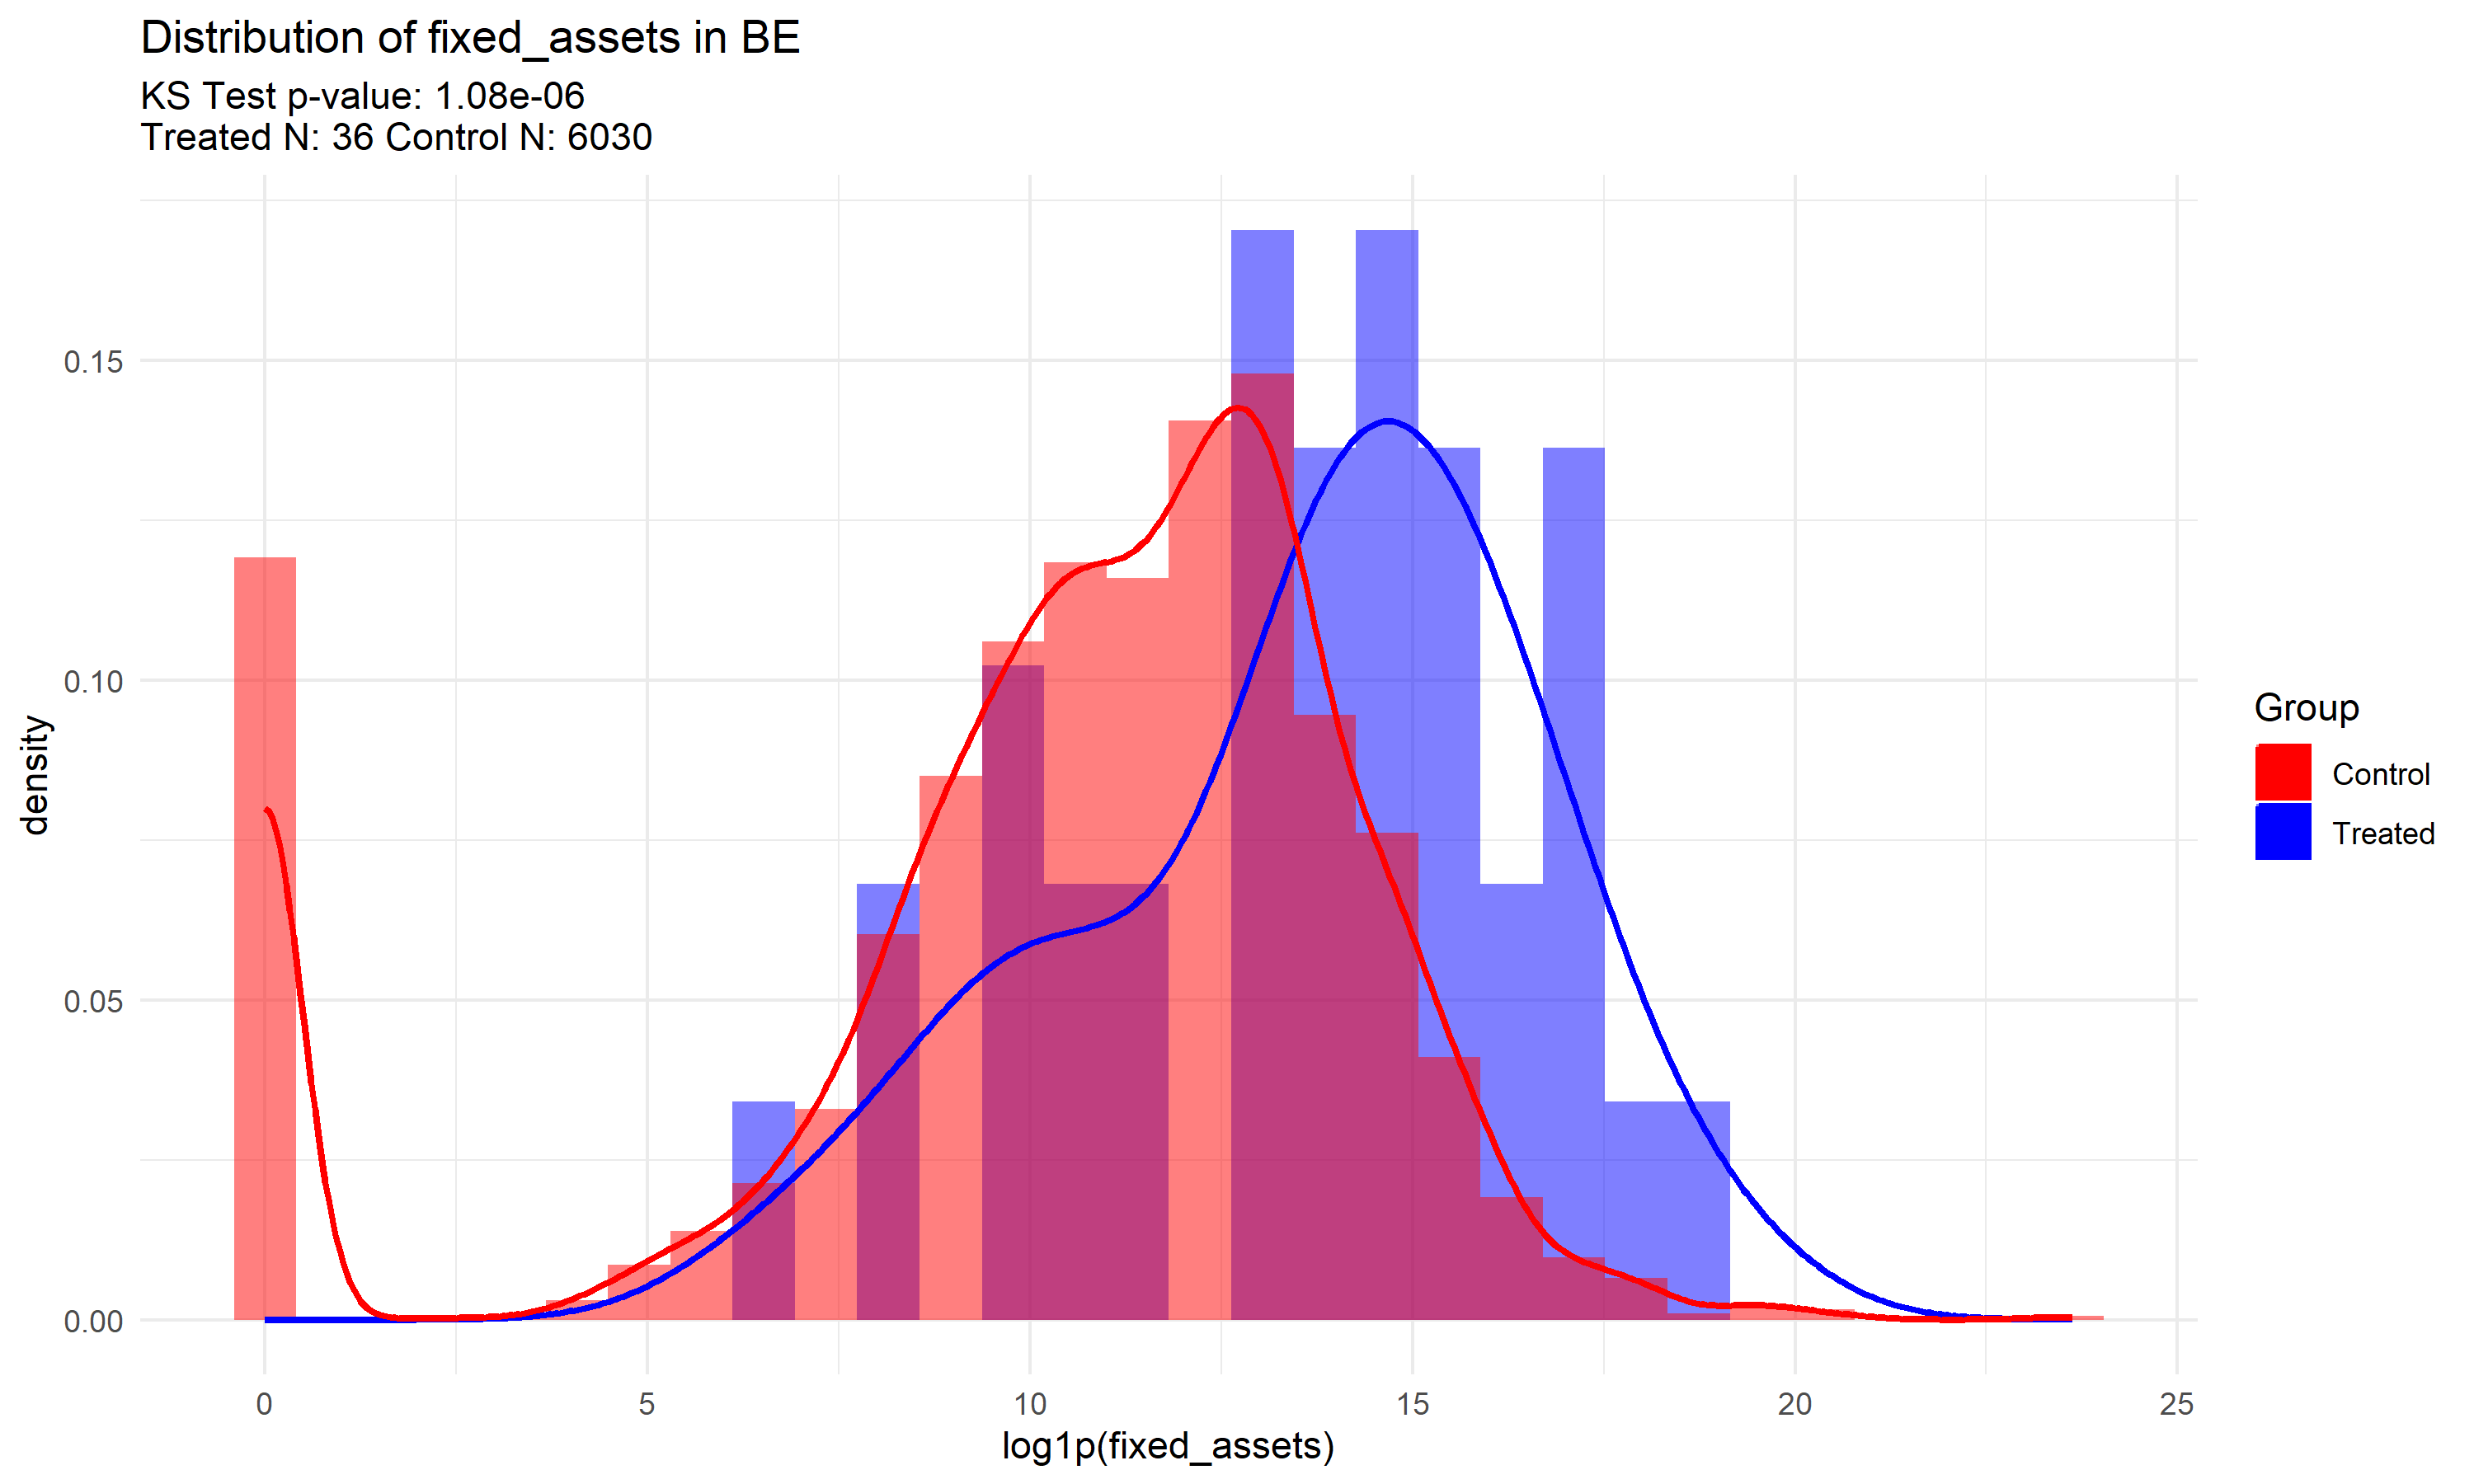 Distribution of fixed_assets in BE
KS Test p-value: 1.08e-06
Treated N: 36 Control N: 6030
density
0.15
0.10
0.05
0.00
0 5 10 15 20 25
log1p(fixed_assets)
Group
Control
Treated